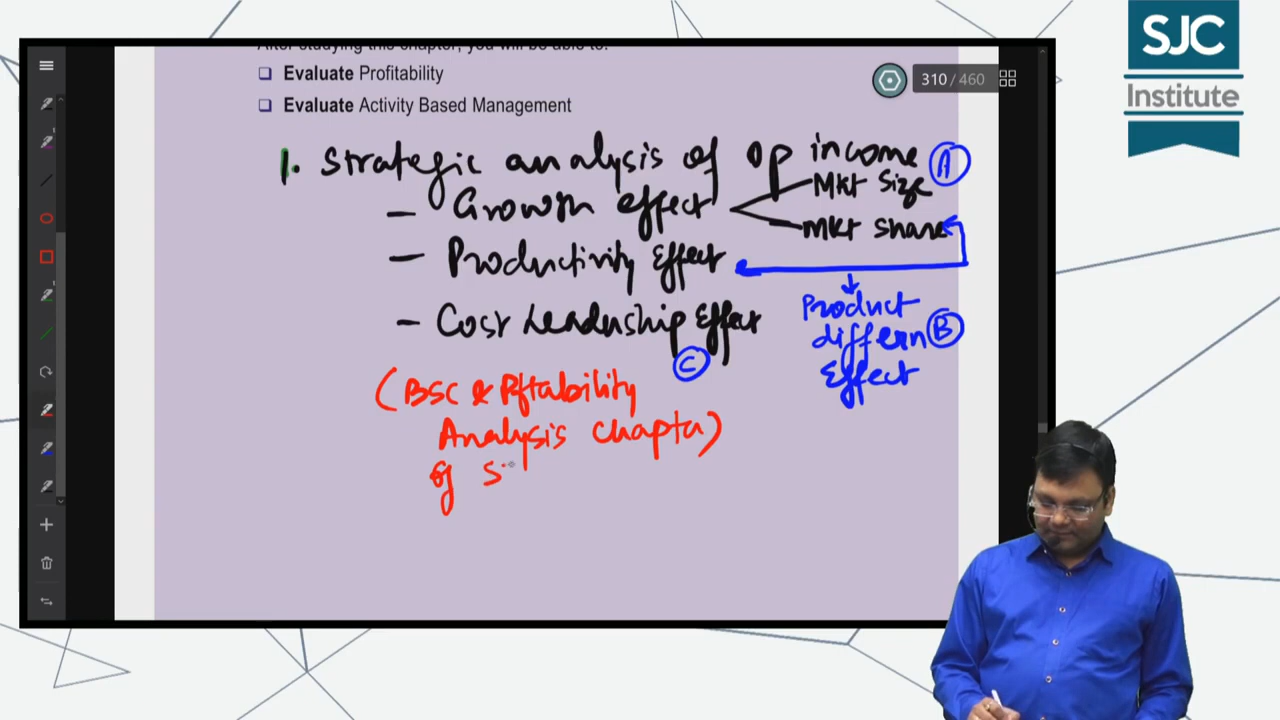 SJC
Institute
After studying this chapter, you will be able to:
Evaluate Profitability
310 / 460
Evaluate Activity Based Management
1. Strategic analysis of op income (A)
- Growth effect
Mkt Size
Mkt Share
- Productivity Effect
- Cost Leadership Effect
(C)
Product
differn (B)
Effect
(BSC & Pftability
Analysis Chapter)
of S